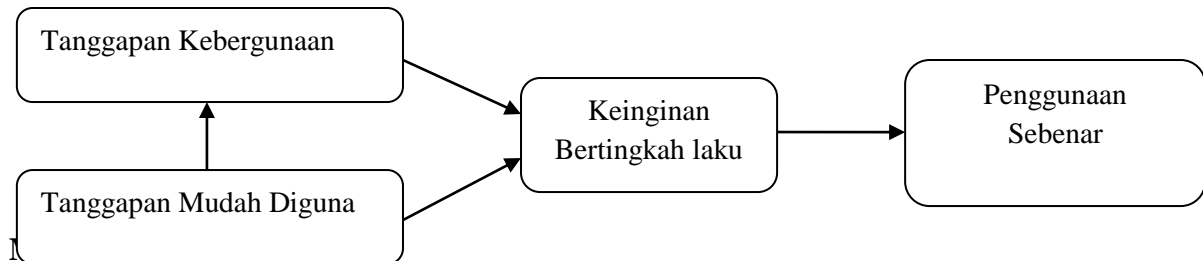 Tanggapan Kebergunaan
Tanggapan Mudah Diguna
Keinginan
Bertingkah laku
Penggunaan
Sebenar